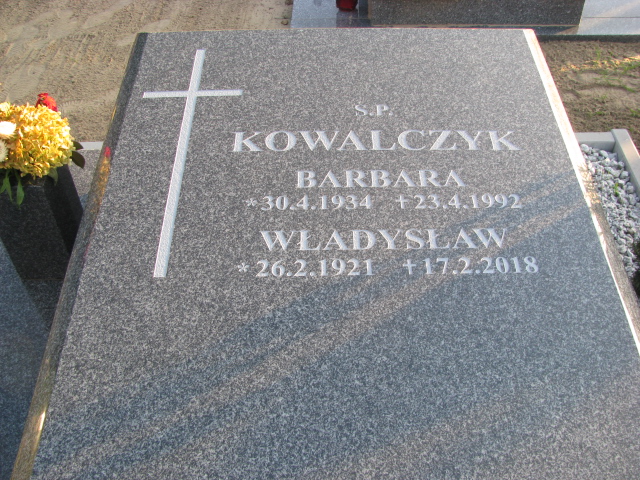 Ś.P.
KOWALCZYK
BARBARA
*30.4.1934 +23.4.1992
WŁADYSŁAW
*26.2.1921 +17.2.2018